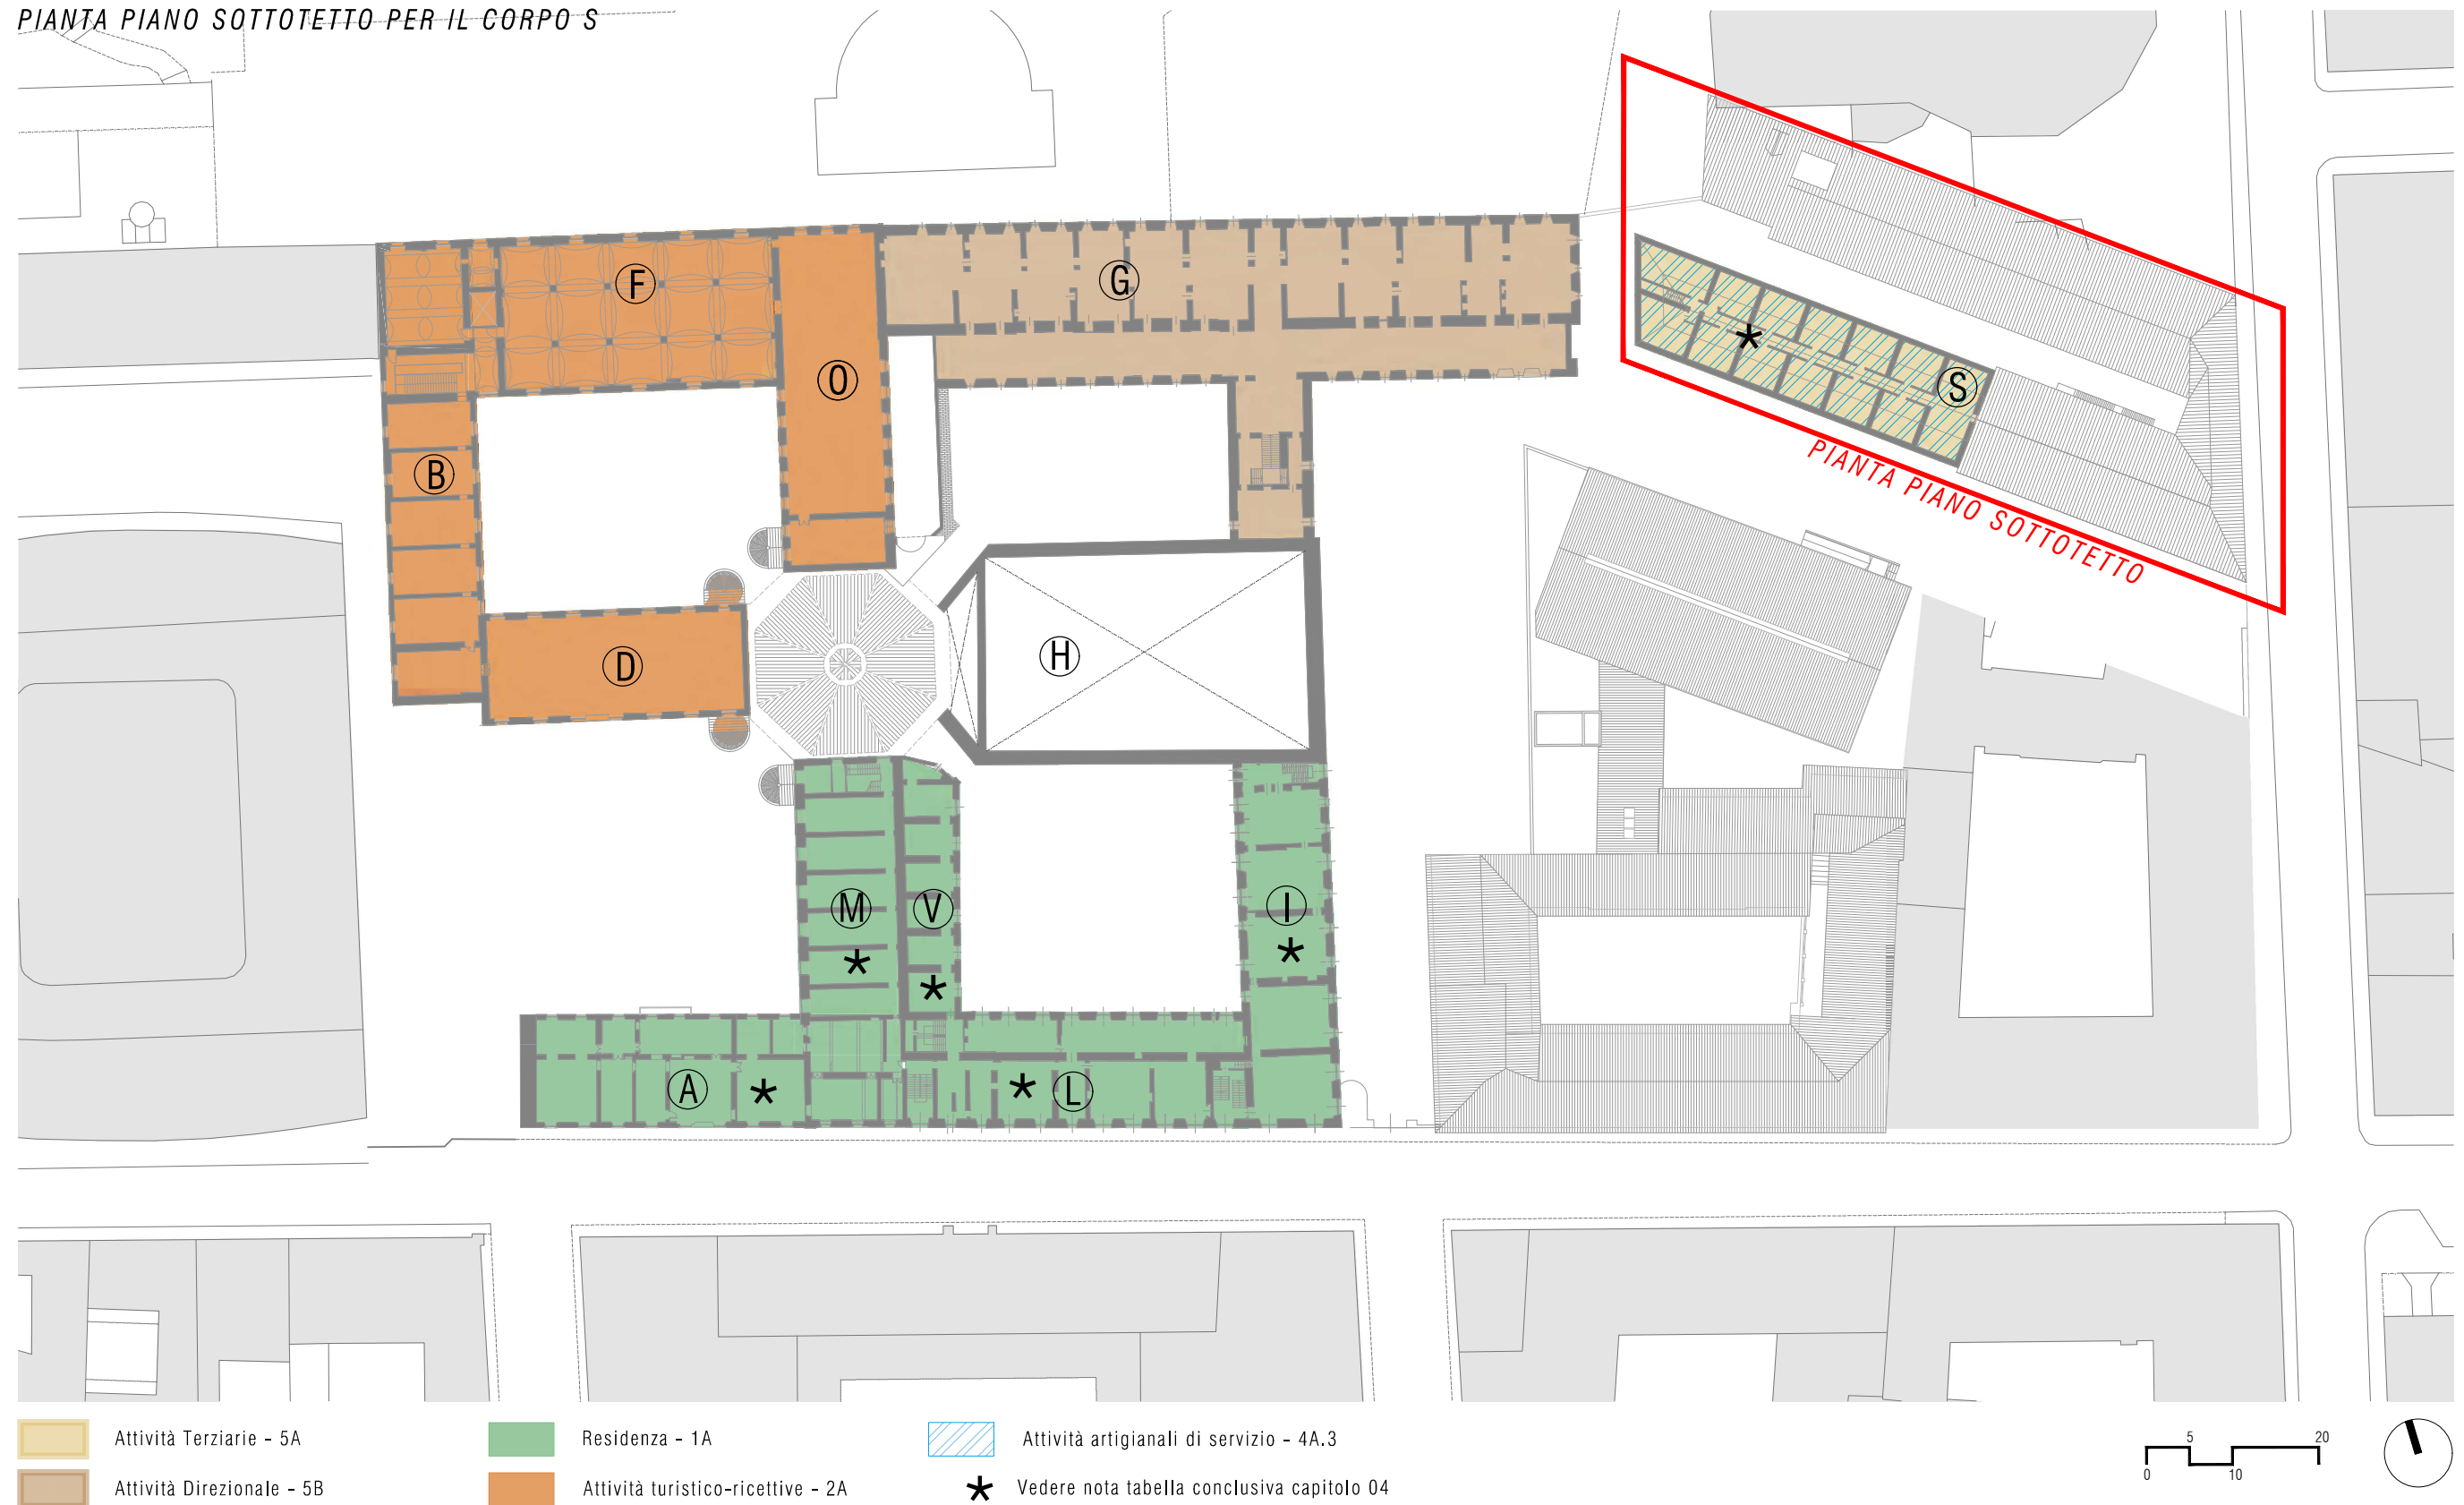 PIANTA PIANO SOTTOTETTO PER IL CORPO S
F
G
O
S
B
PIANTA PIANO SOTTOTETTO
H
D
M
V
I
A
L
Attività Terziarie - 5A
Residenza - 1A
Attività artigianali di servizio - 4A.3
5 20
0 10
Attività Direzionale - 5B
Attività turistico-ricettive - 2A
* Vedere nota tabella conclusiva capitolo 04